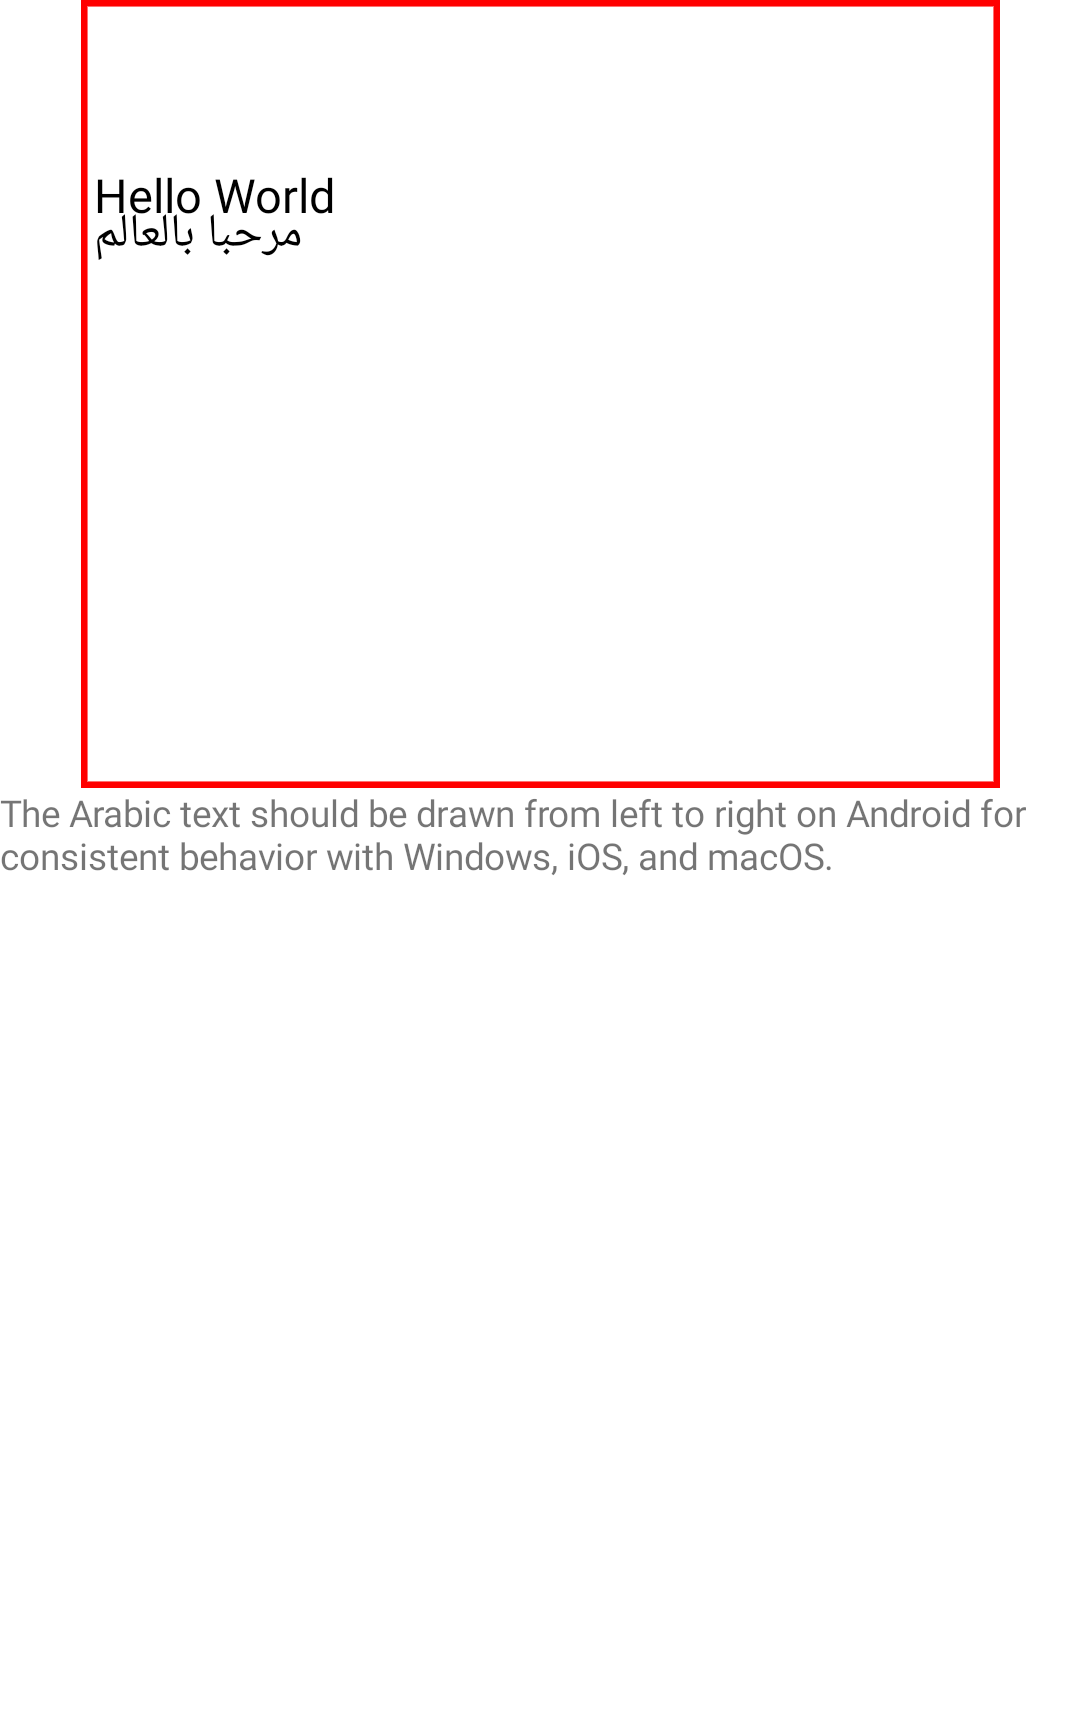 Hello World
مرحبا بالعالم
The Arabic text should be drawn from left to right on Android for
consistent behavior with Windows, iOS, and macOS.